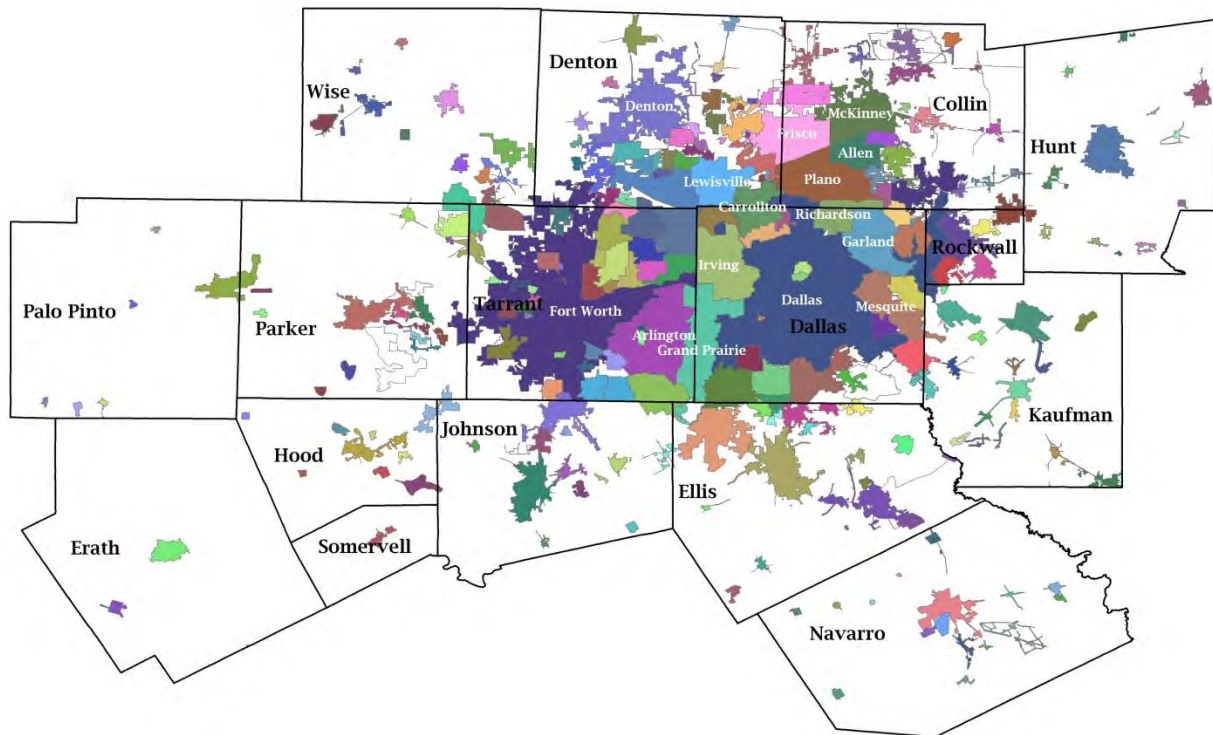 Denton
Wise
Collin
Hunt
Denton
McKinney
Frisco
Allen
Plano
Lewisville
Carrollton
Richardson
Garland
Rockwall
Irving
Palo Pinto
Parker
Tarrant
Fort Worth
Dallas
Mesquite
Dallas
Arlington
Grand Prairie
Kaufman
Hood
Johnson
Ellis
Erath
Somervell
Navarro